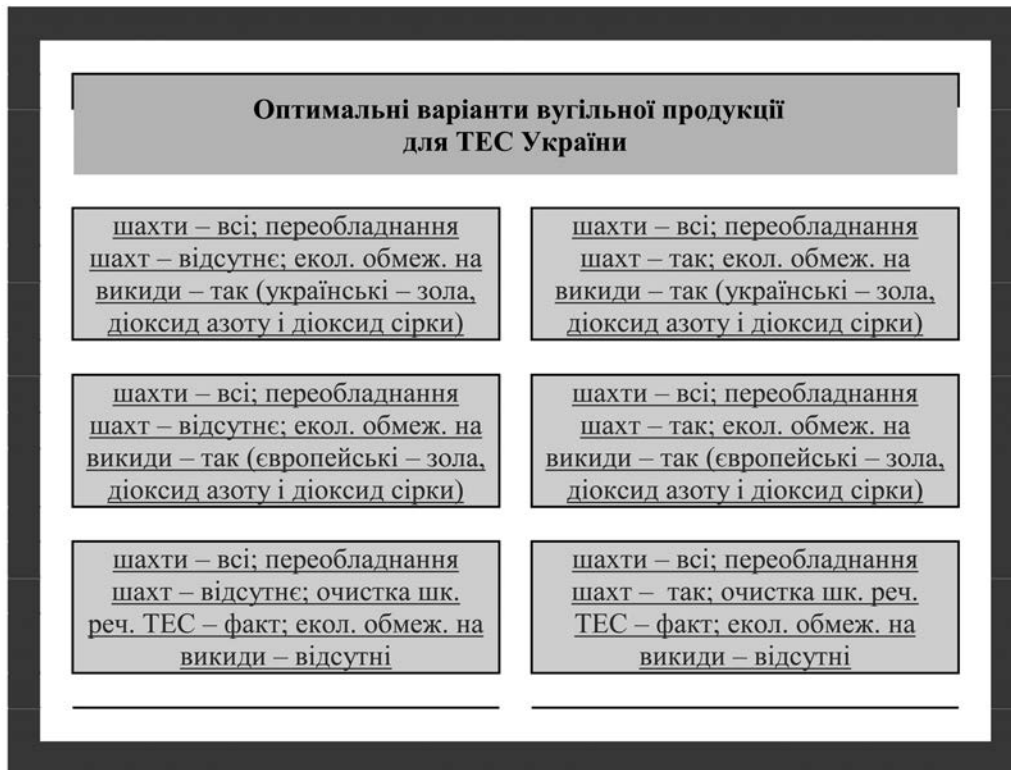 Оптимальні варіанти вугільної продукції
для ТЕС України
шахти – всі; переобладнання
шахт – відсутнє; екол. обмеж. на
викиди – так (українські – зола,
діоксид азоту і діоксид сірки)
шахти – всі; переобладнання
шахт – так; екол. обмеж. на
викиди – так (українські – зола,
діоксид азоту і діоксид сірки)
шахти – всі; переобладнання
шахт – відсутнє; екол. обмеж. на
викиди – так (європейські – зола,
діоксид азоту і діоксид сірки)
шахти – всі; переобладнання
шахт – так; екол. обмеж. на
викиди – так (європейські – зола,
діоксид азоту і діоксид сірки)
шахти – всі; переобладнання
шахт – відсутнє; очистка шк.
реч. ТЕС – факт; екол. обмеж. на
викиди – відсутні
шахти – всі; переобладнання
шахт – так; очистка шк. реч.
ТЕС – факт; екол. обмеж. на
викиди – відсутні